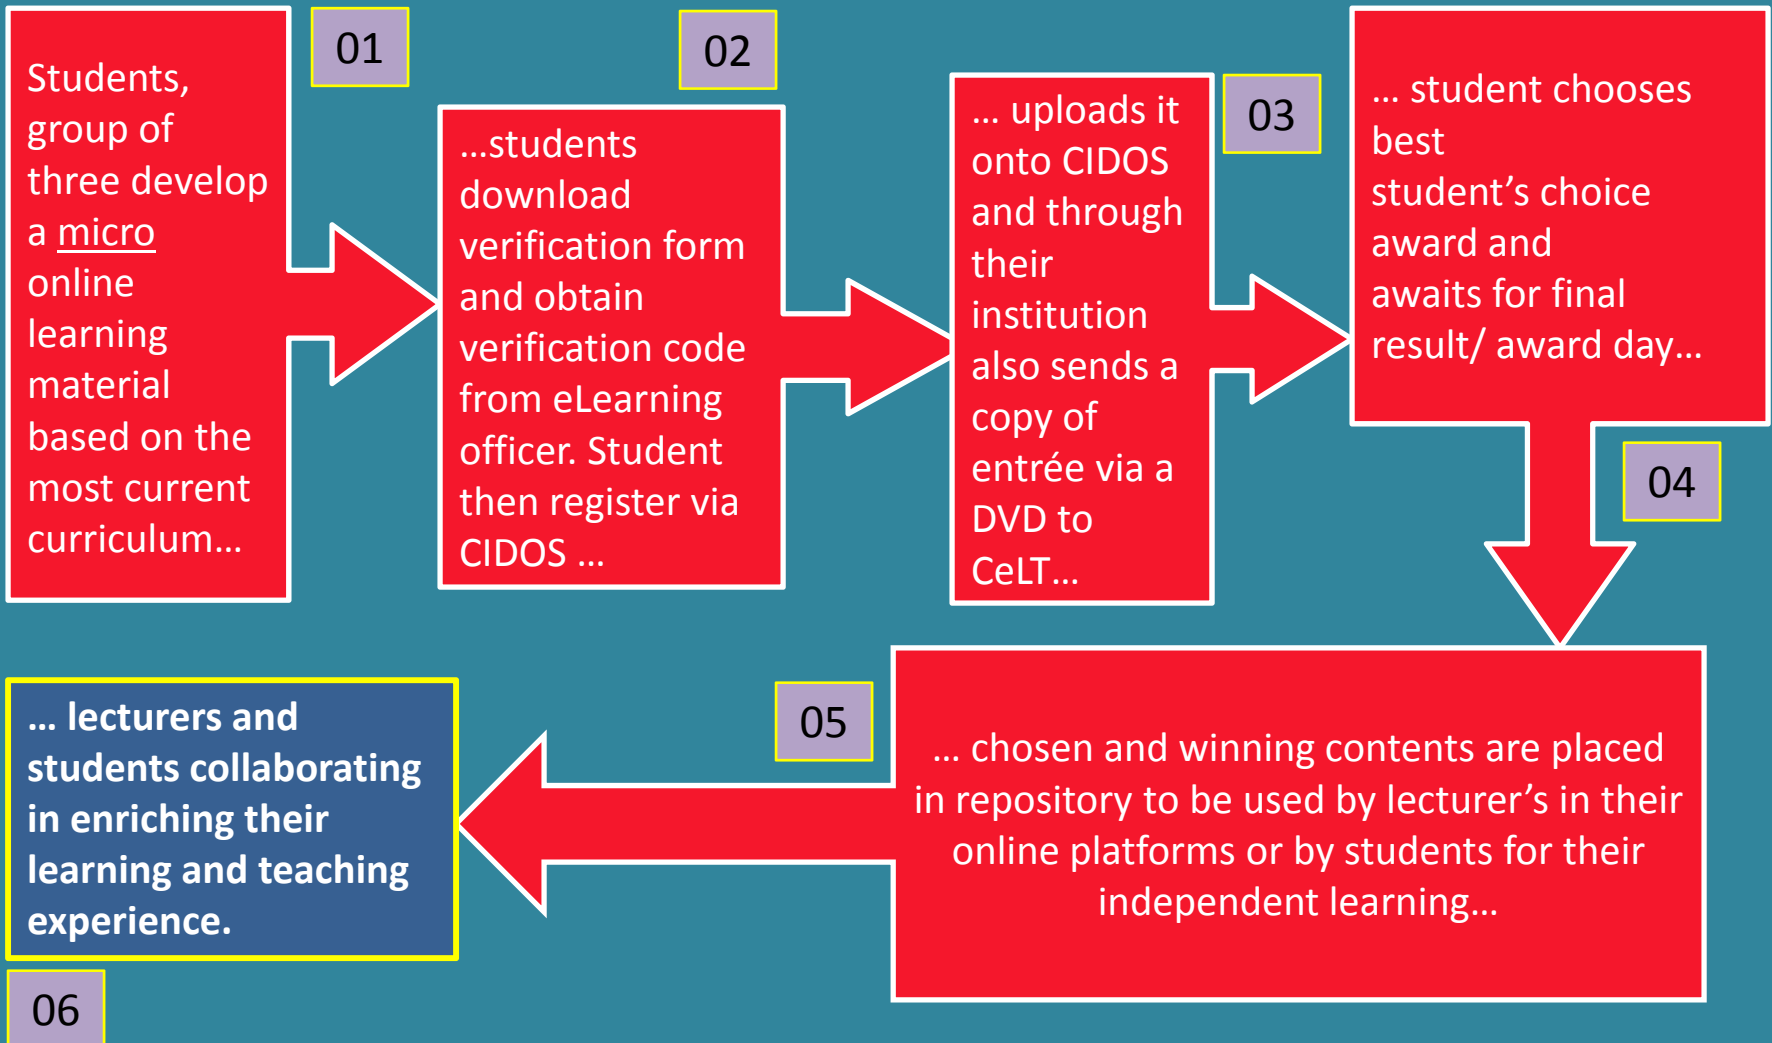 01
Students,
group of
three develop
a micro
online
learning
material
based on the
most current
curriculum...
02
...students
download
verification form
and obtain
verification code
from eLearning
officer. Student
then register via
CIDOS ...
03
... uploads it
onto CIDOS
and through
their
institution
also sends a
copy of
entrée via a
DVD to
CeLT...
... student chooses
best
student’s choice
award and
awaits for final
result/ award day...
04
05
... chosen and winning contents are placed
in repository to be used by lecturer’s in their
online platforms or by students for their
independent learning...
... lecturers and
students collaborating
in enriching their
learning and teaching
experience.
06